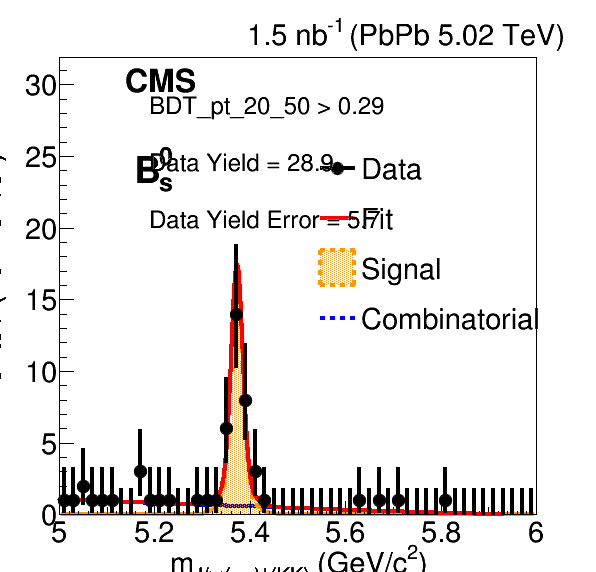 1.5 nb-1 (PbPb 5.02 TeV)
CMS
BDT_pt_20_50 > 0.29
B0s
Data Yield = 28.9
Data Yield Error = 5.7
Data
Fit
Signal
Combinatorial
30
25
20
15
10
5
0
5 5.2 5.4 5.6 5.8 6
(GeV/c2)